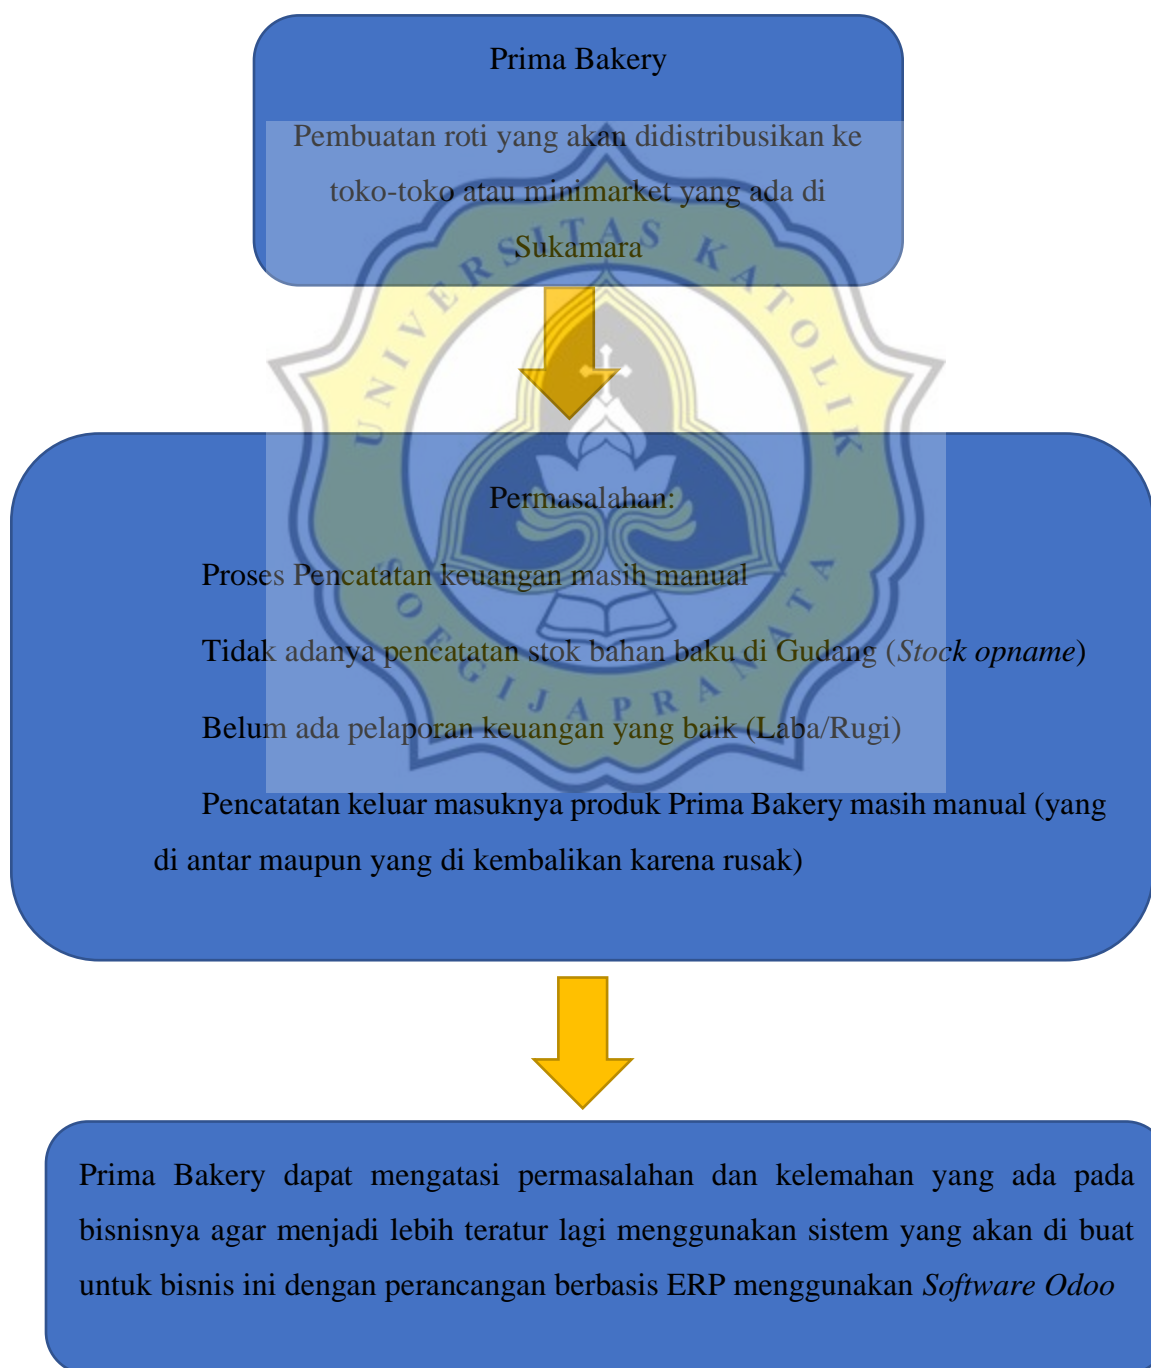 Prima Bakery
Pembuatan roti yang akan didistribusikan ke
toko-toko atau minimarket yang ada di
Sukamara
UNIVERSITAS KATOLIK
SOEGIJAPRANATA
Permasalahan:
Proses Pencatatan keuangan masih manual
Tidak adanya pencatatan stok bahan baku di Gudang (Stock opname)
Belum ada pelaporan keuangan yang baik (Laba/Rugi)
Pencatatan keluar masuknya produk Prima Bakery masih manual (yang
di antar maupun yang di kembalikan karena rusak)
Prima Bakery dapat mengatasi permasalahan dan kelemahan yang ada pada
bisnisnya agar menjadi lebih teratur lagi menggunakan sistem yang akan di buat
untuk bisnis ini dengan perancangan berbasis ERP menggunakan Software Odoo